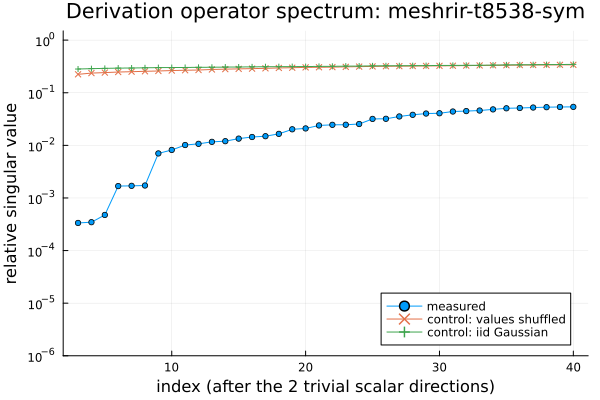 Derivation operator spectrum: meshrir-t8538-sym
relative singular value
10⁰
10⁻¹
10⁻²
10⁻³
10⁻⁴
10⁻⁵
10⁻⁶
measured
control: values shuffled
control: iid Gaussian
10 20 30 40
index (after the 2 trivial scalar directions)